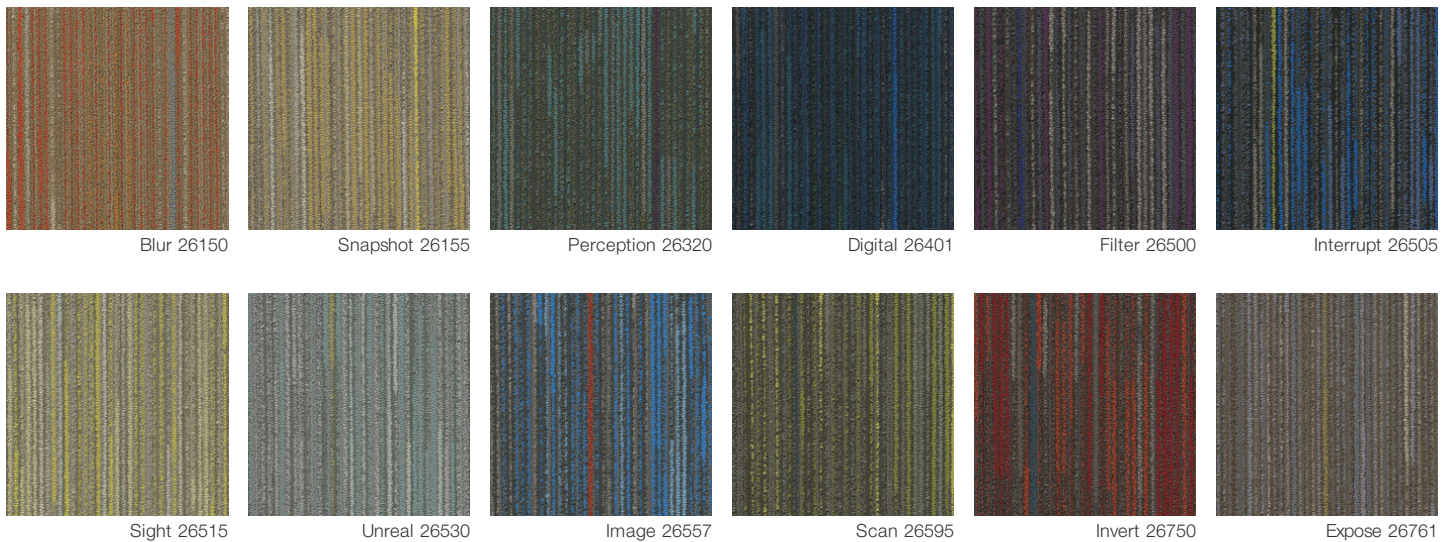 Blur 26150
Snapshot 26155
Perception 26320
Digital 26401
Filter 26500
Interrupt 26505
Sight 26515
Unreal 26530
Image 26557
Scan 26595
Invert 26750
Expose 26761